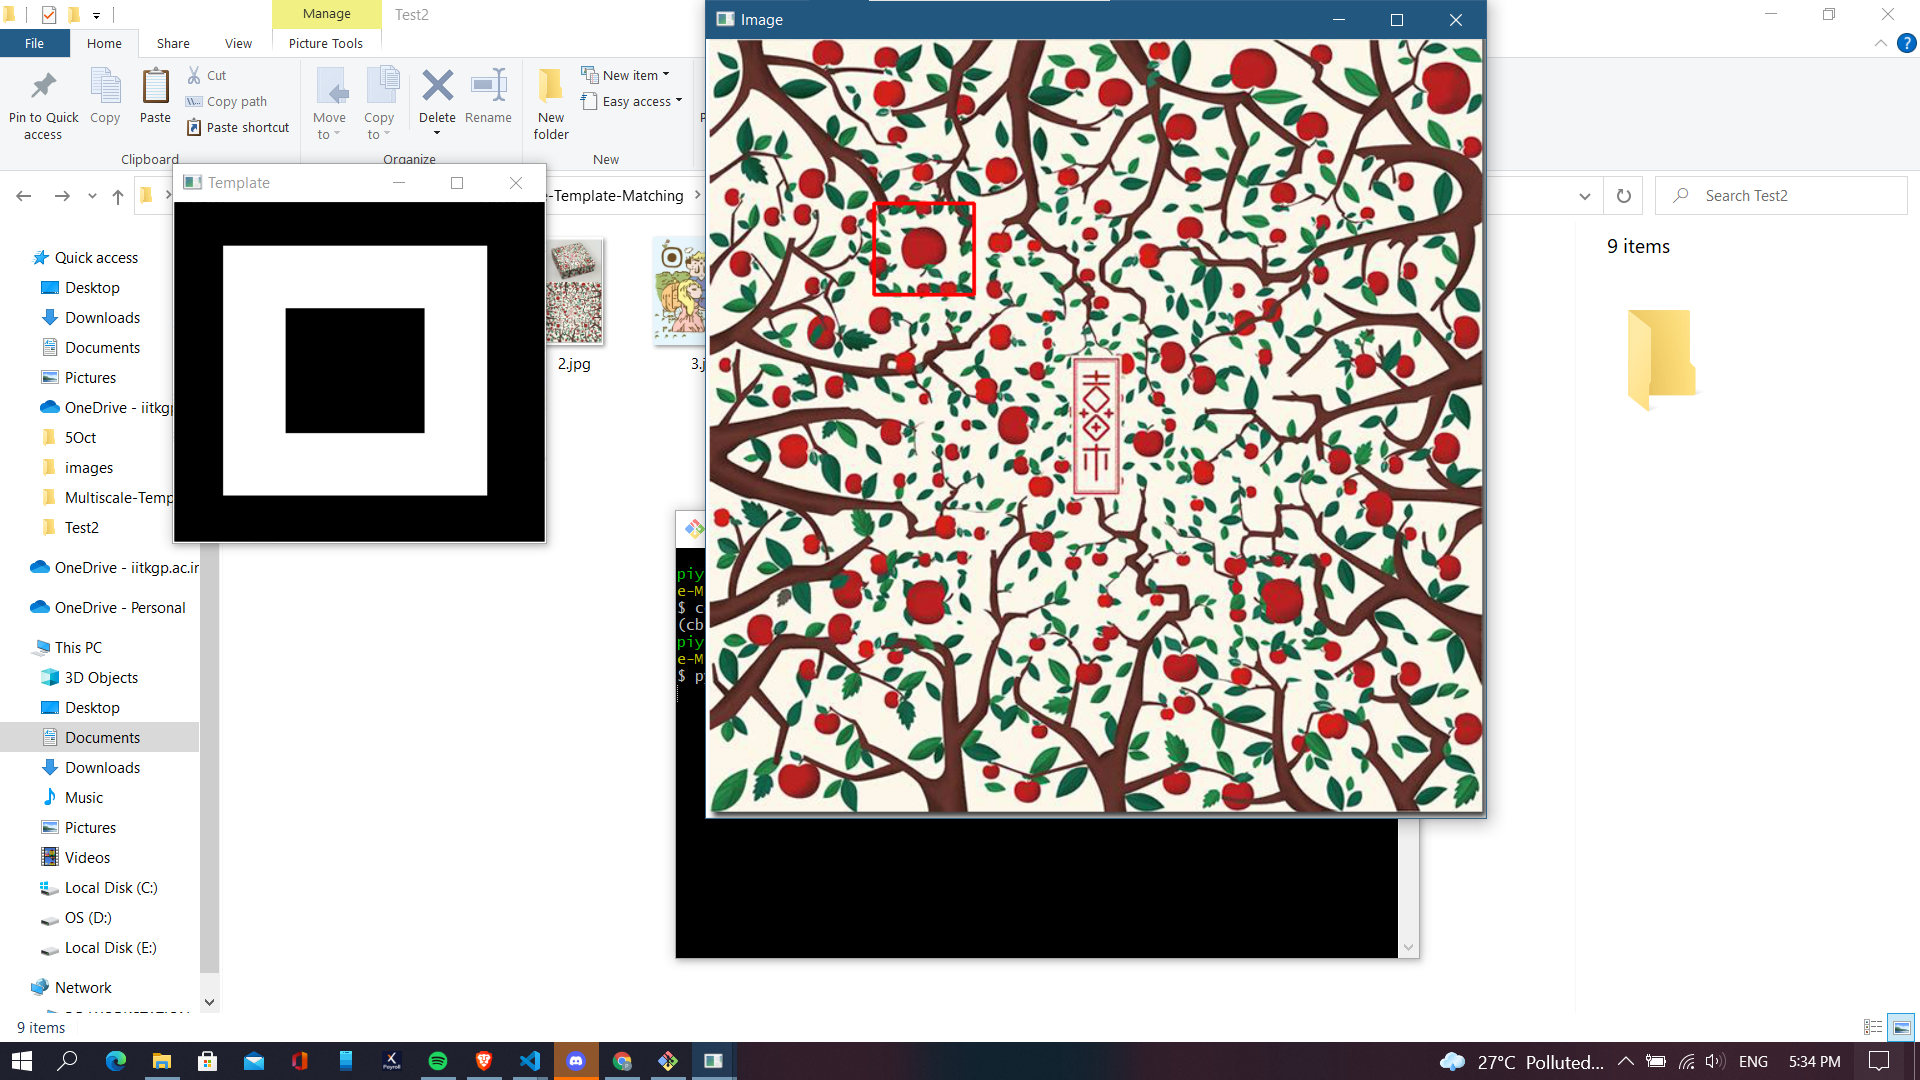 Manage
Test2
Image
File
Home
Share
View
Picture Tools
Pin to Quick access
Copy
Paste
Cut
Copy path
Paste shortcut
Clipboard
Move to
Copy to
Delete
Rename
Organize
New folder
New item
Easy access
New
Template
e-Template-Matching
Search Test2
9 items
2.jpg
3.j
Quick access
Desktop
Downloads
Documents
Pictures
OneDrive - iitkgp
5Oct
images
Multiscale-Temp
Test2
OneDrive - iitkgp.ac.in
OneDrive - Personal
This PC
3D Objects
Desktop
Documents
Downloads
Music
Pictures
Videos
Local Disk (C:)
OS (D:)
Local Disk (E:)
Network
piy
e-M
$ c
(cb
piy
e-M
$ p
9 items
Payroll
27°C Polluted...
ENG
5:34 PM